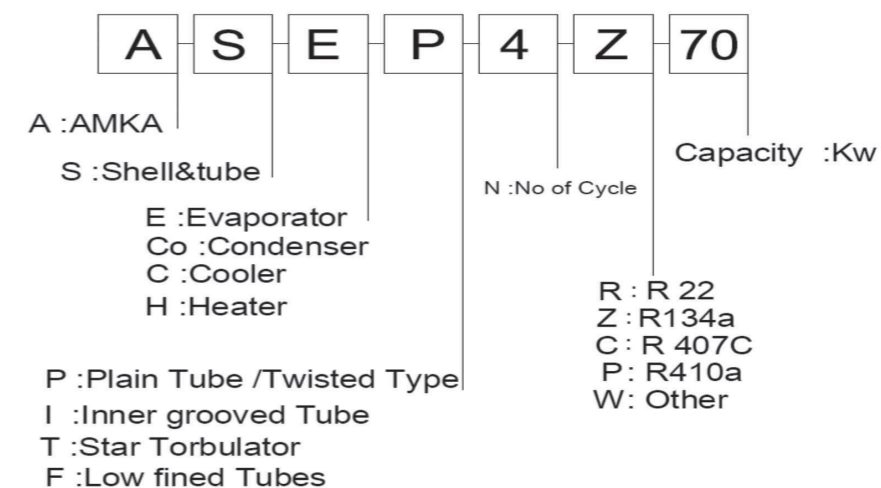 A S E P 4 Z 70
A :AMKA
S :Shell&tube
E :Evaporator
Co :Condenser
C :Cooler
H :Heater
P :Plain Tube /Twisted Type
I :Inner grooved Tube
T :Star Torbulator
F :Low fined Tubes
N :No of Cycle
R : R 22
Z : R134a
C : R 407C
P : R410a
W : Other
Capacity :Kw